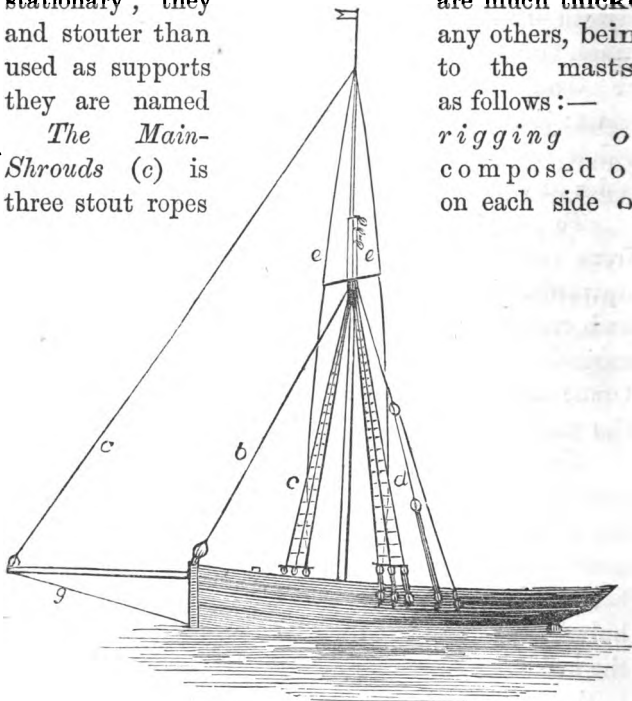 stationary, they are much thicke
and stouter than any others, bein
used as supports to the masts
they are named as follows:—
The Main- rigging o
Shrouds (c) is composed o
three stout ropes on each side o
e
e
c
b
c
d
g